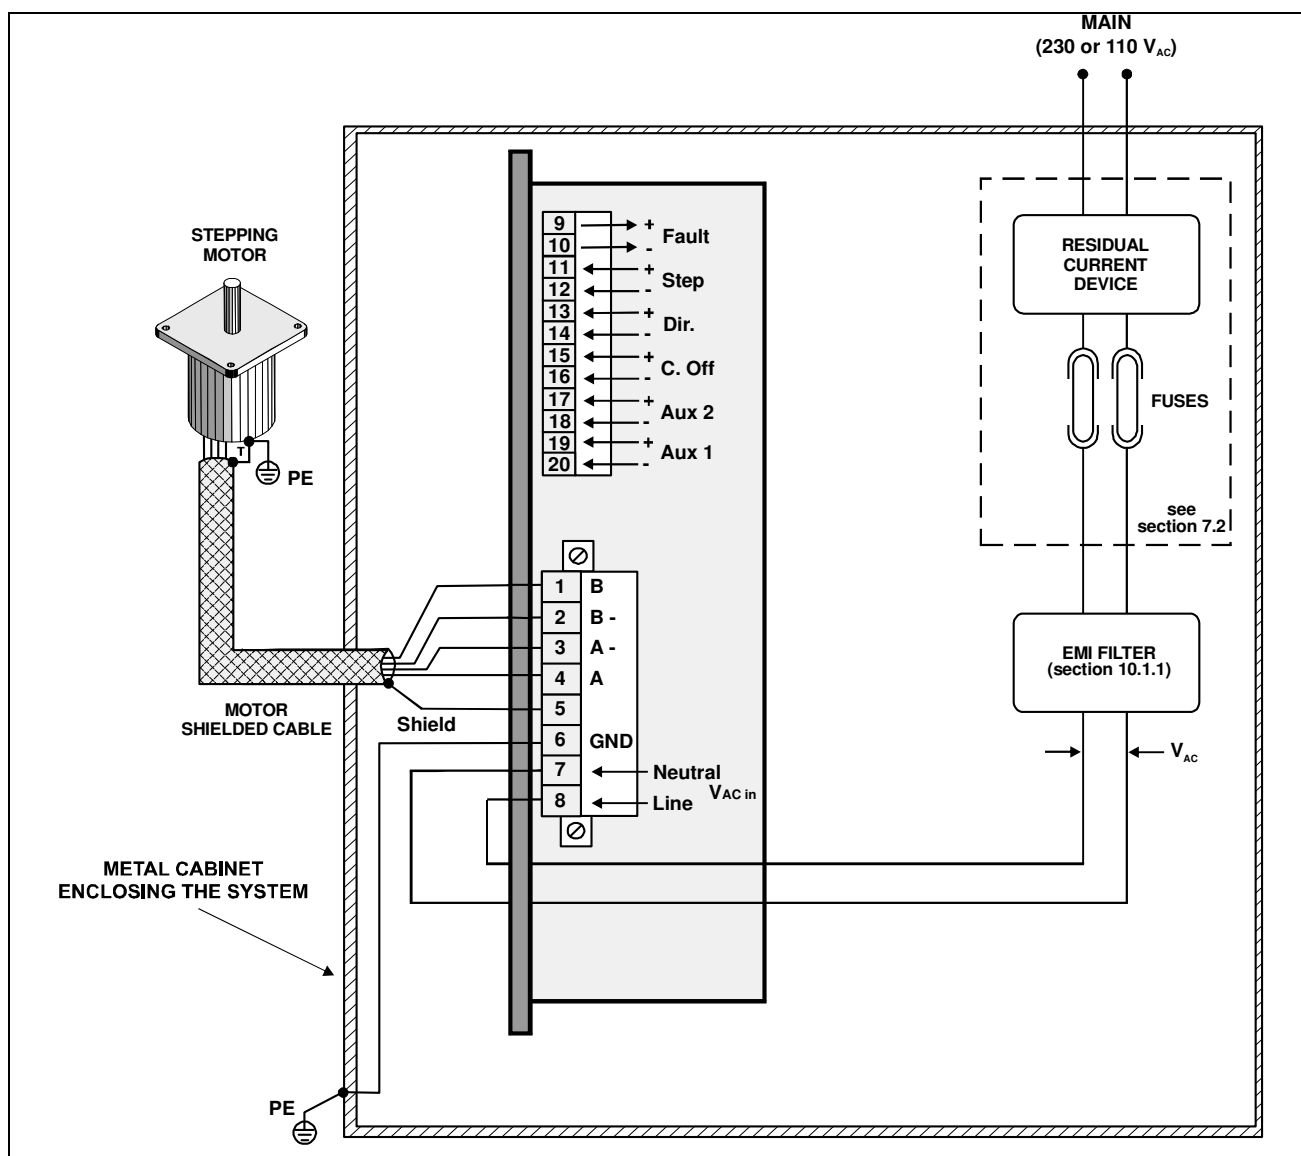 MAIN
(230 or 110 VAC)
STEPPING
MOTOR
9 + Fault
10 -
11 + Step
12 -
13 + Dir.
14 -
15 + C. Off
16 -
17 + Aux 2
18 -
19 + Aux 1
20 -
RESIDUAL
CURRENT
DEVICE
FUSES
see
section 7.2
T
PE
1 B
2 B -
3 A -
4 A
5
6 GND
7 Neutral
8 Line
VAC in
EMI FILTER
(section 10.1.1)
VAC
MOTOR
SHIELDED CABLE
Shield
METAL CABINET
ENCLOSING THE SYSTEM
PE